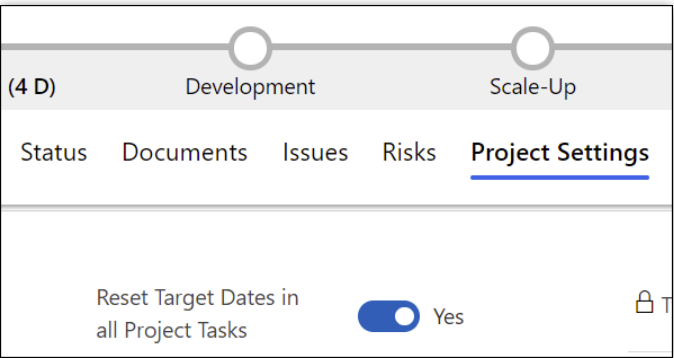 (4 D) Development Scale-Up
Status Documents Issues Risks Project Settings
Reset Target Dates in
all Project Tasks
Yes